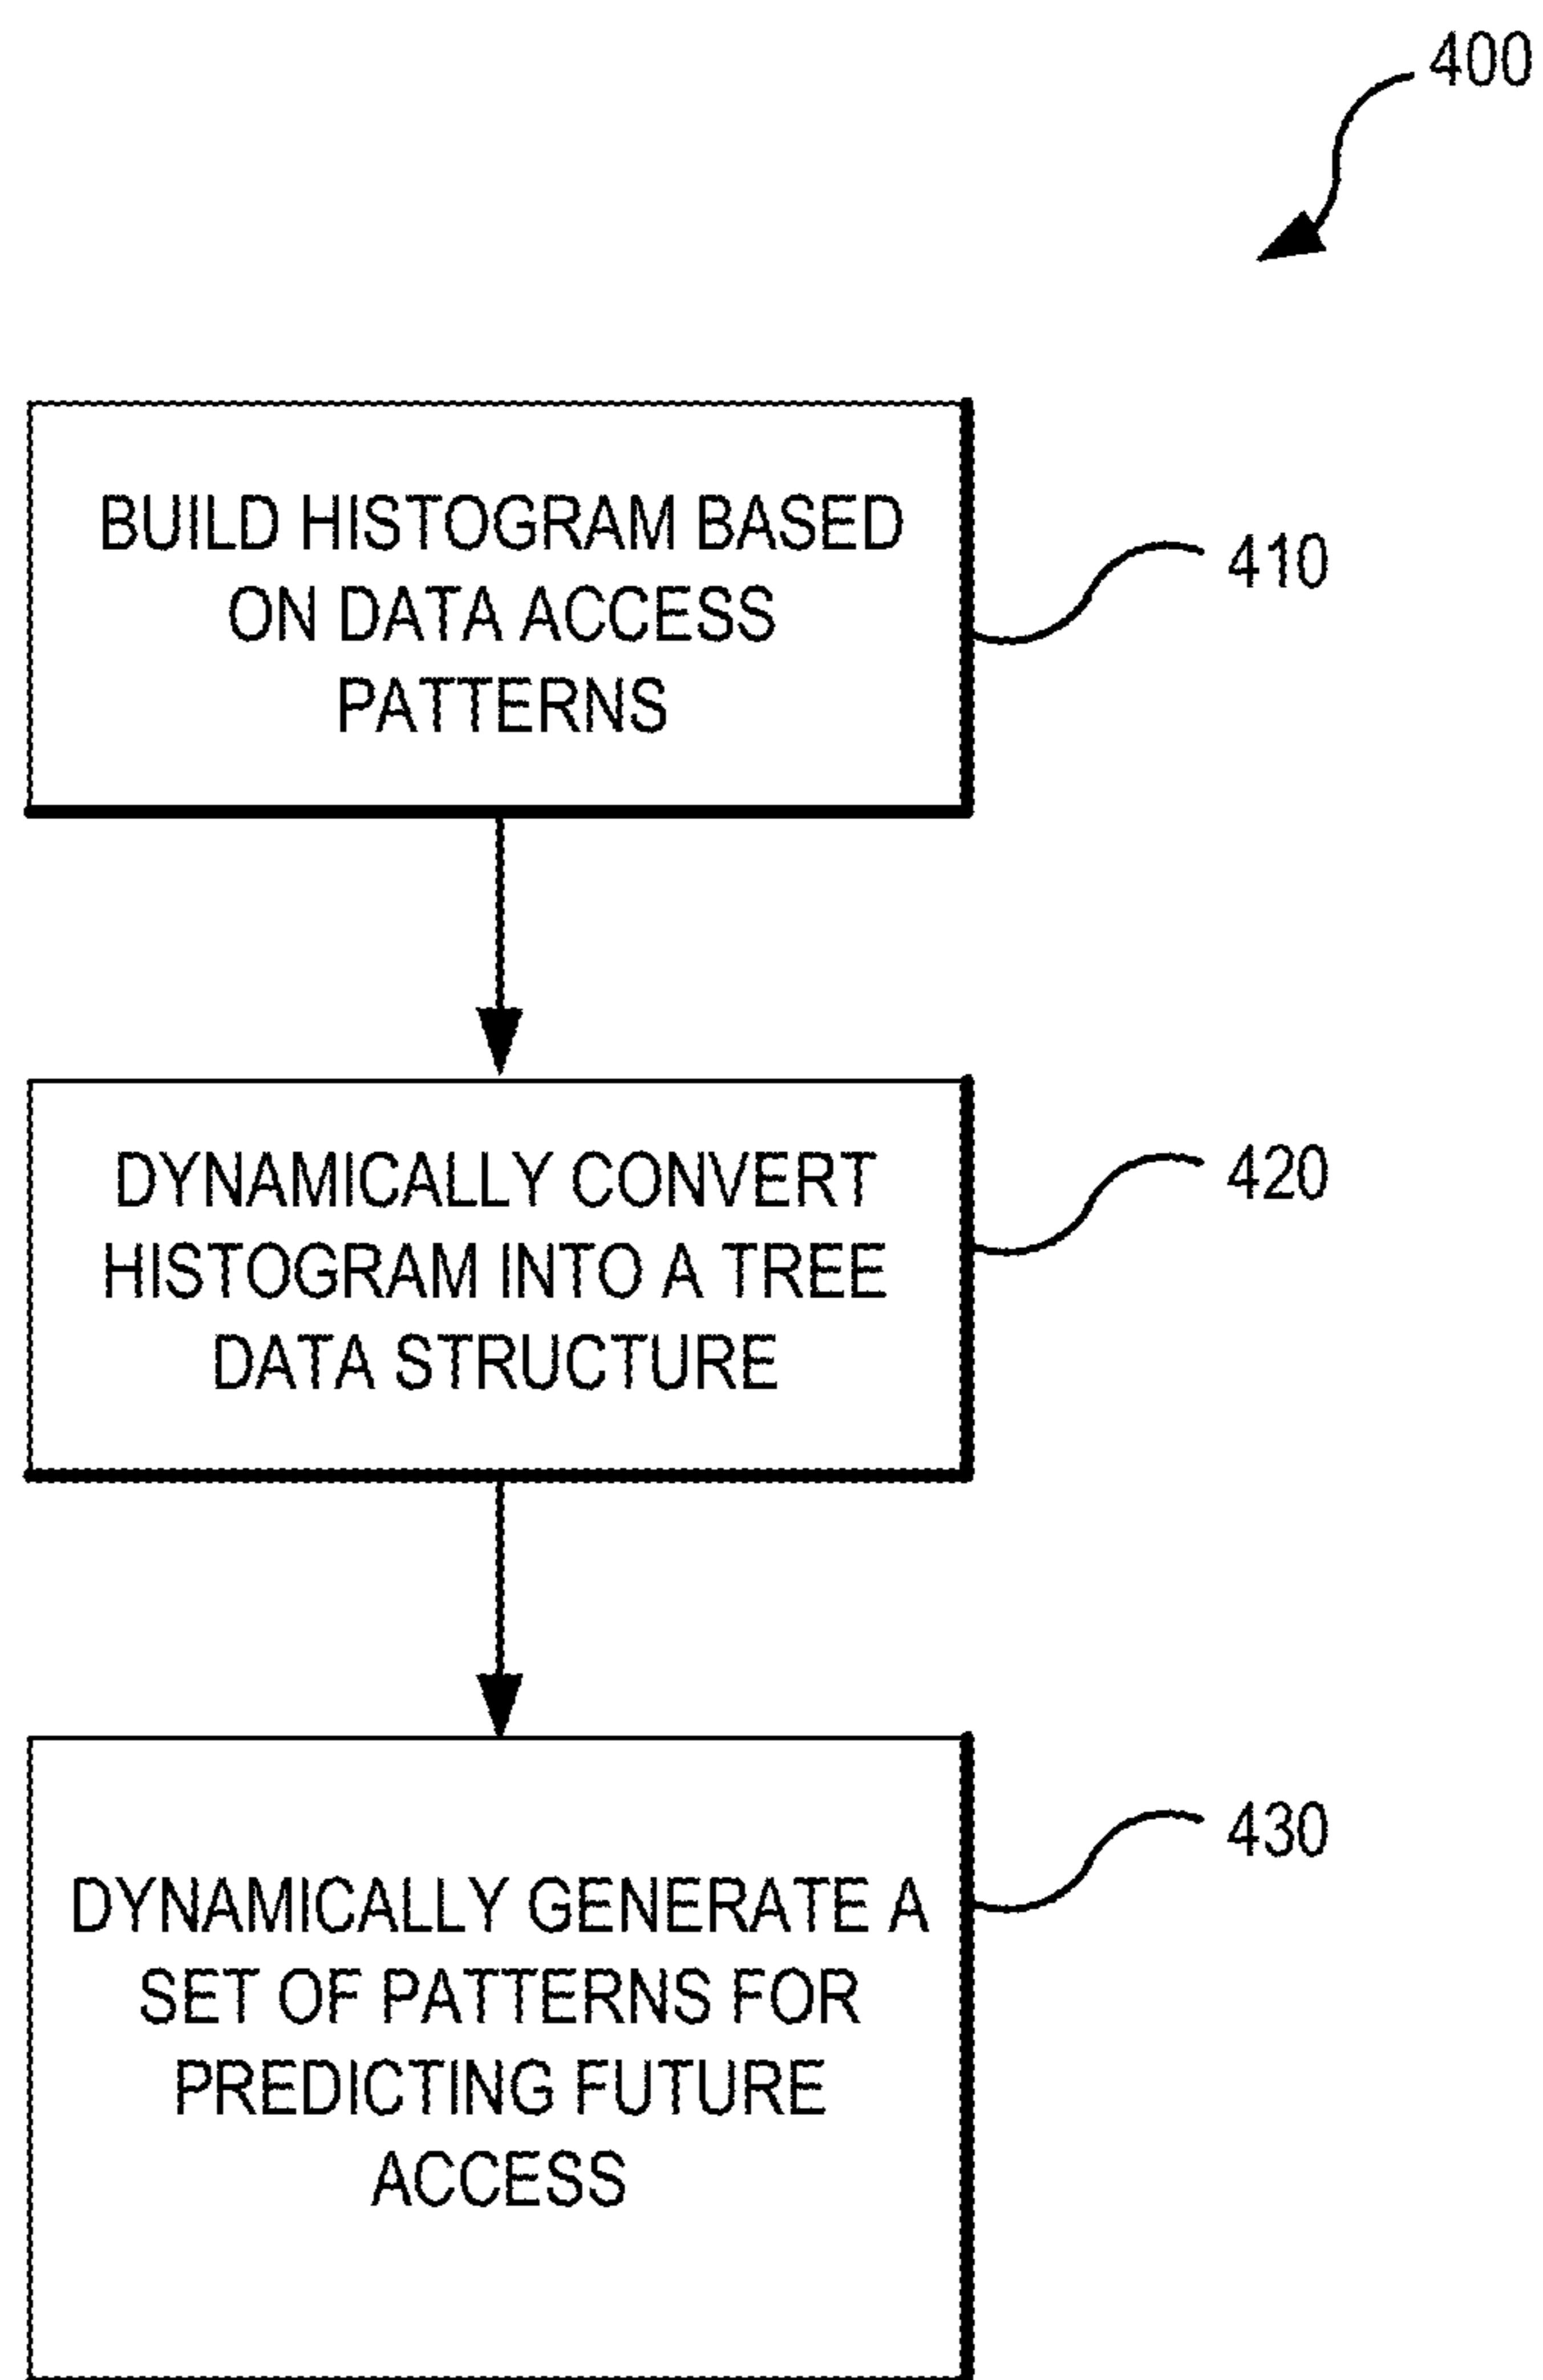 400
BUILD HISTOGRAM BASED
ON DATA ACCESS
PATTERNS
410
DYNAMICALLY CONVERT
HISTOGRAM INTO A TREE
DATA STRUCTURE
420
DYNAMICALLY GENERATE A
SET OF PATTERNS FOR
PREDICTING FUTURE
ACCESS
430